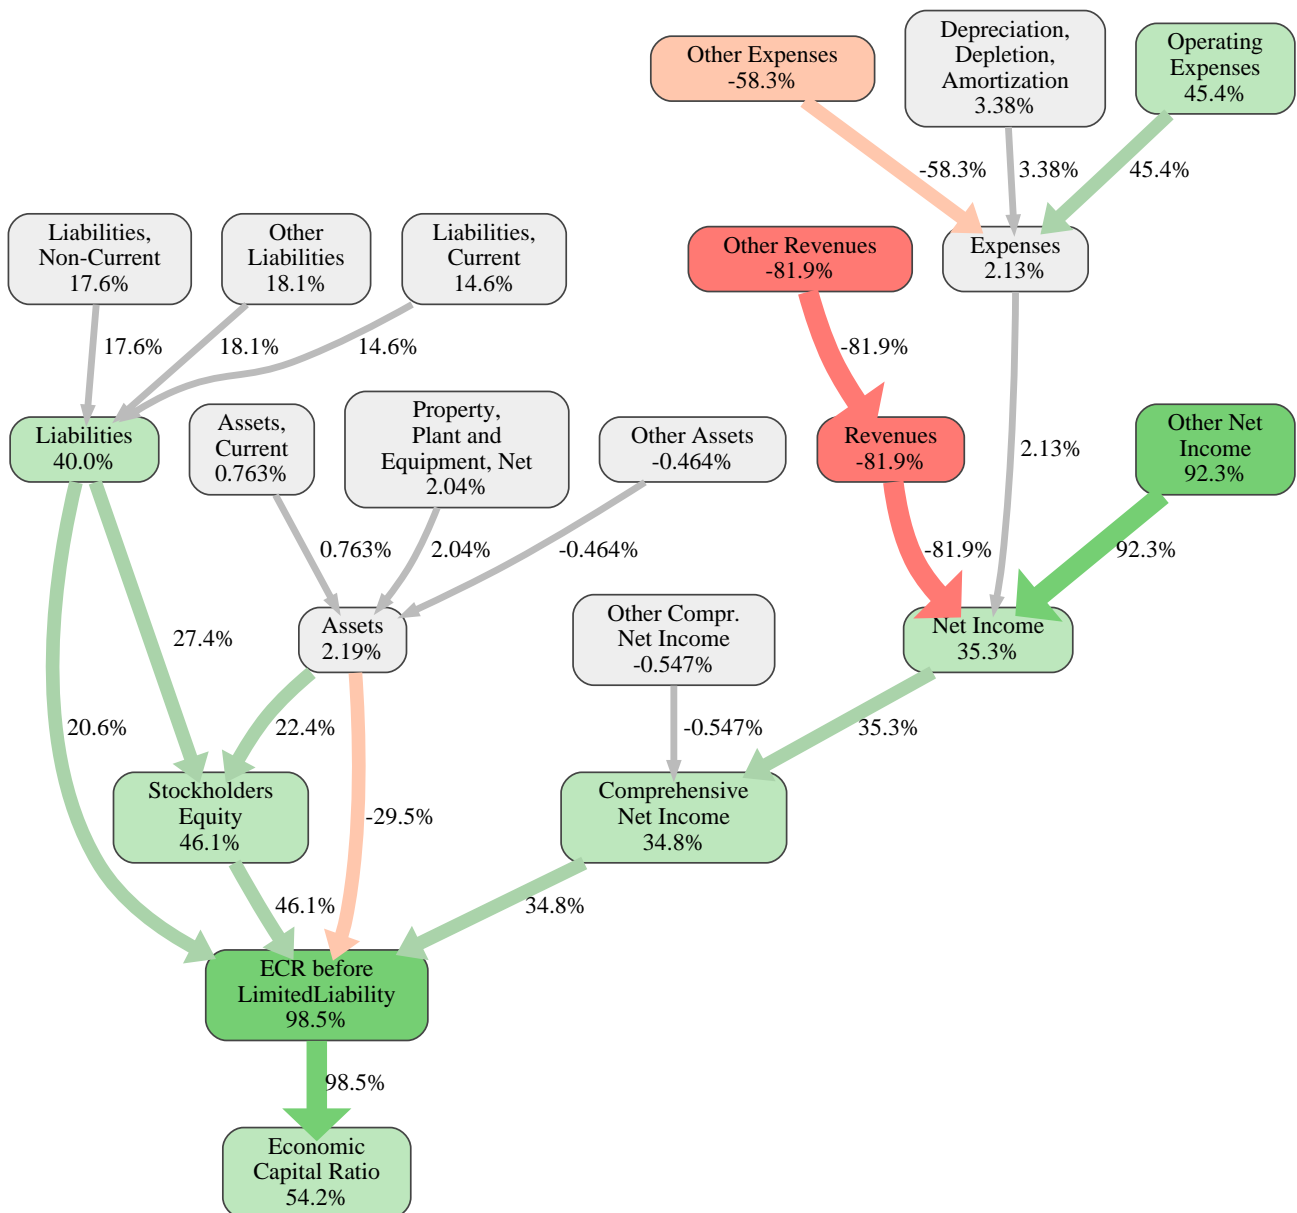 Other Expenses
-58.3%
Depreciation,
Depletion,
Amortization
3.38%
Operating
Expenses
45.4%
-58.3%
3.38%
45.4%
Liabilities,
Non-Current
17.6%
Other
Liabilities
18.1%
Liabilities,
Current
14.6%
Other Revenues
-81.9%
Expenses
2.13%
17.6%
18.1%
14.6%
-81.9%
Liabilities
40.0%
Assets,
Current
0.763%
Property,
Plant and
Equipment, Net
2.04%
Other Assets
-0.464%
Revenues
-81.9%
2.13%
Other Net
Income
92.3%
0.763%
2.04%
-0.464%
-81.9%
92.3%
27.4%
Assets
2.19%
Other Compr.
Net Income
-0.547%
Net Income
35.3%
20.6%
22.4%
-0.547%
35.3%
Stockholders
Equity
46.1%
-29.5%
Comprehensive
Net Income
34.8%
46.1%
34.8%
ECR before
LimitedLiability
98.5%
98.5%
Economic
Capital Ratio
54.2%